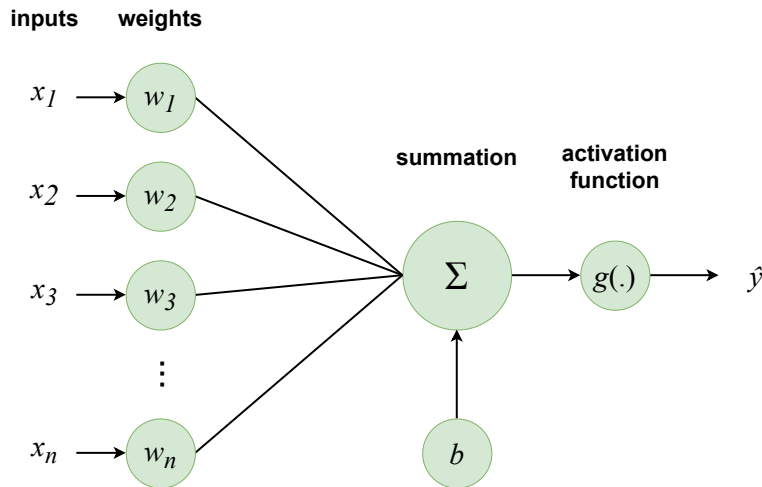 inputs weights
x₁ w₁
summation activation
function
x₂ w₂
x₃ w₃ Σ g(.) ŷ
⋮
xₙ wₙ b